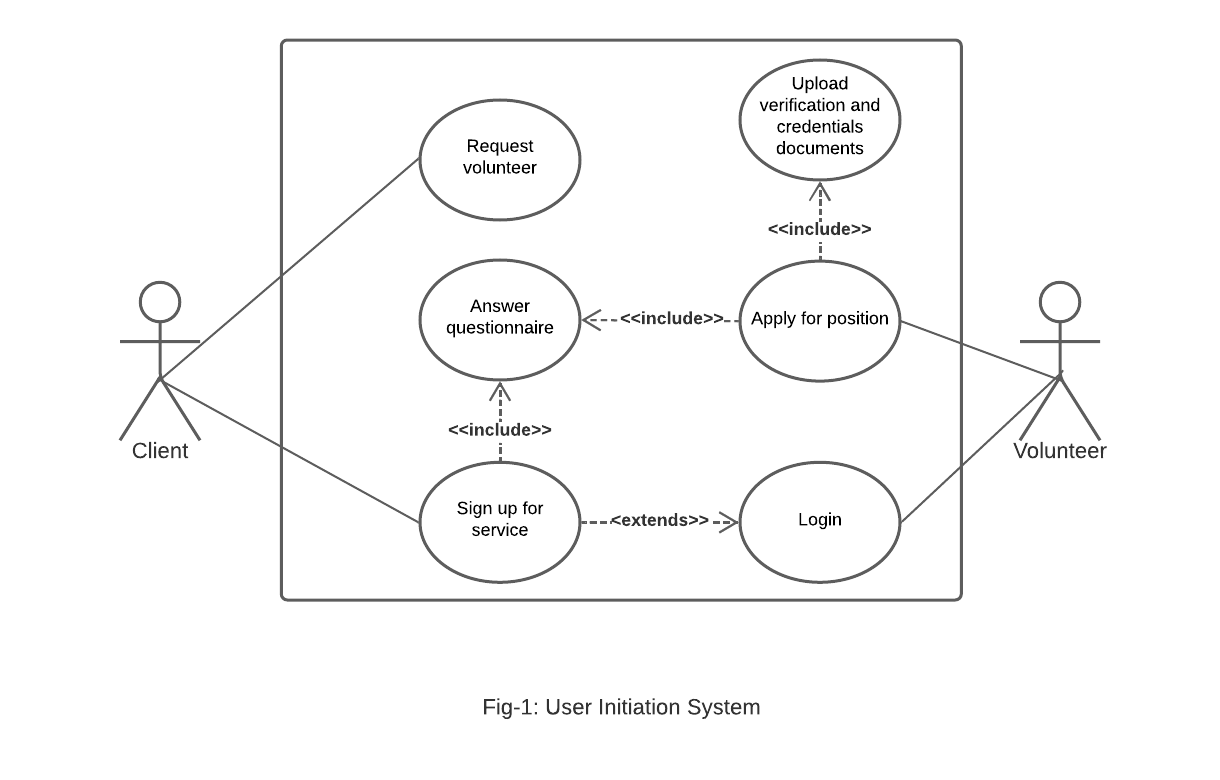 Upload
verification and
credentials
documents
Request
volunteer
<<include>>
Answer
questionnaire
<<include>>
Apply for position
<<include>>
Client
Volunteer
Sign up for
service
<extends>>
Login
Fig-1: User Initiation System